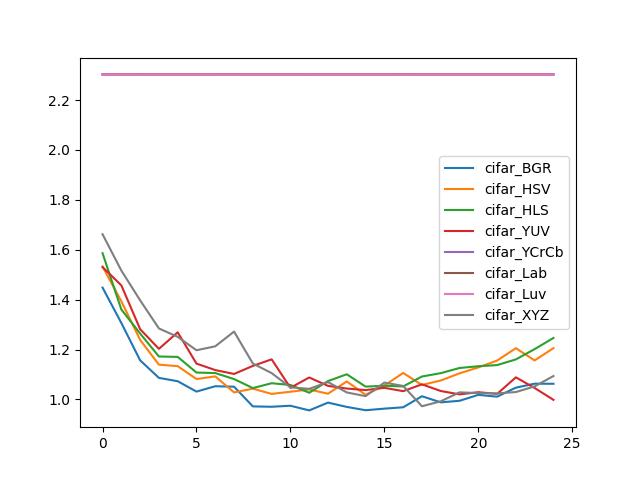 2.2
2.0
1.8
1.6
1.4
1.2
1.0
0 5 10 15 20 25
cifar_BGR
cifar_HSV
cifar_HLS
cifar_YUV
cifar_YCrCb
cifar_Lab
cifar_Luv
cifar_XYZ